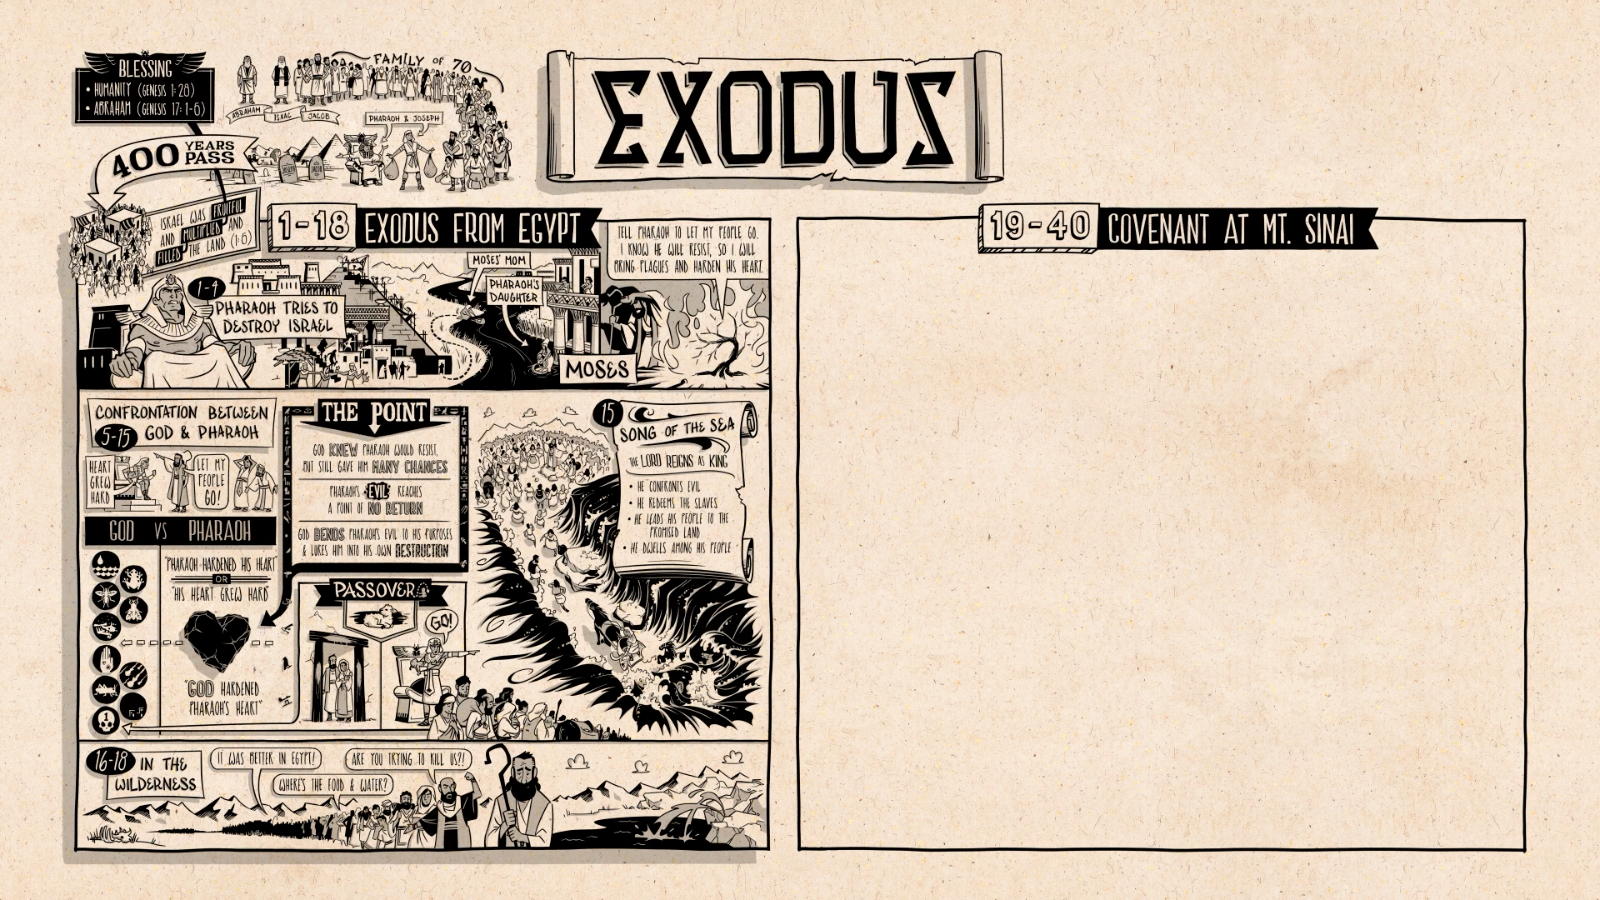 BLESSING
• HUMANITY (GENESIS 1:28)
• ABRAHAM (GENESIS 17:1-6)
FAMILY OF 70
ABRAHAM
ISAAC
JACOB
PHARAOH & JOSEPH
400 YEARS
PASS
EXODUS
ISRAEL WAS FRUITFUL
AND MULTIPLIED AND
FILLED THE LAND (1:6)
1-18 EXODUS FROM EGYPT
1-4
PHARAOH TRIES TO
DESTROY ISRAEL
MOSES' MOM
PHARAOH'S
DAUGHTER
MOSES
TELL PHARAOH TO LET MY PEOPLE GO.
I KNOW HE WILL RESIST, SO I WILL
BRING PLAGUES AND HARDEN HIS HEART.
CONFRONTATION BETWEEN
5-15 GOD & PHARAOH
HEART
GREW
HARD
LET MY
PEOPLE
GO!
GOD VS PHARAOH
"PHARAOH HARDENED HIS HEART"
OR
"HIS HEART GREW HARD"
"GOD HARDENED
PHARAOH'S HEART"
THE POINT
GOD KNEW PHARAOH WOULD RESIST,
BUT STILL GAVE HIM MANY CHANCES
PHARAOH'S EVIL REACHES
A POINT OF NO RETURN
GOD BENDS PHARAOH'S EVIL TO HIS PURPOSES
& LURES HIM INTO HIS OWN DESTRUCTION
PASSOVER
GO!
15
SONG OF THE SEA
THE LORD REIGNS AS KING
• HE CONFRONTS EVIL
• HE REDEEMS THE SLAVES
• HE LEADS HIS PEOPLE TO THE
PROMISED LAND
• HE DWELLS AMONG HIS PEOPLE
16-18 IN THE
WILDERNESS
IT WAS BETTER IN EGYPT!
WHERE'S THE FOOD & WATER?
ARE YOU TRYING TO KILL US?!
19-40 COVENANT AT MT. SINAI